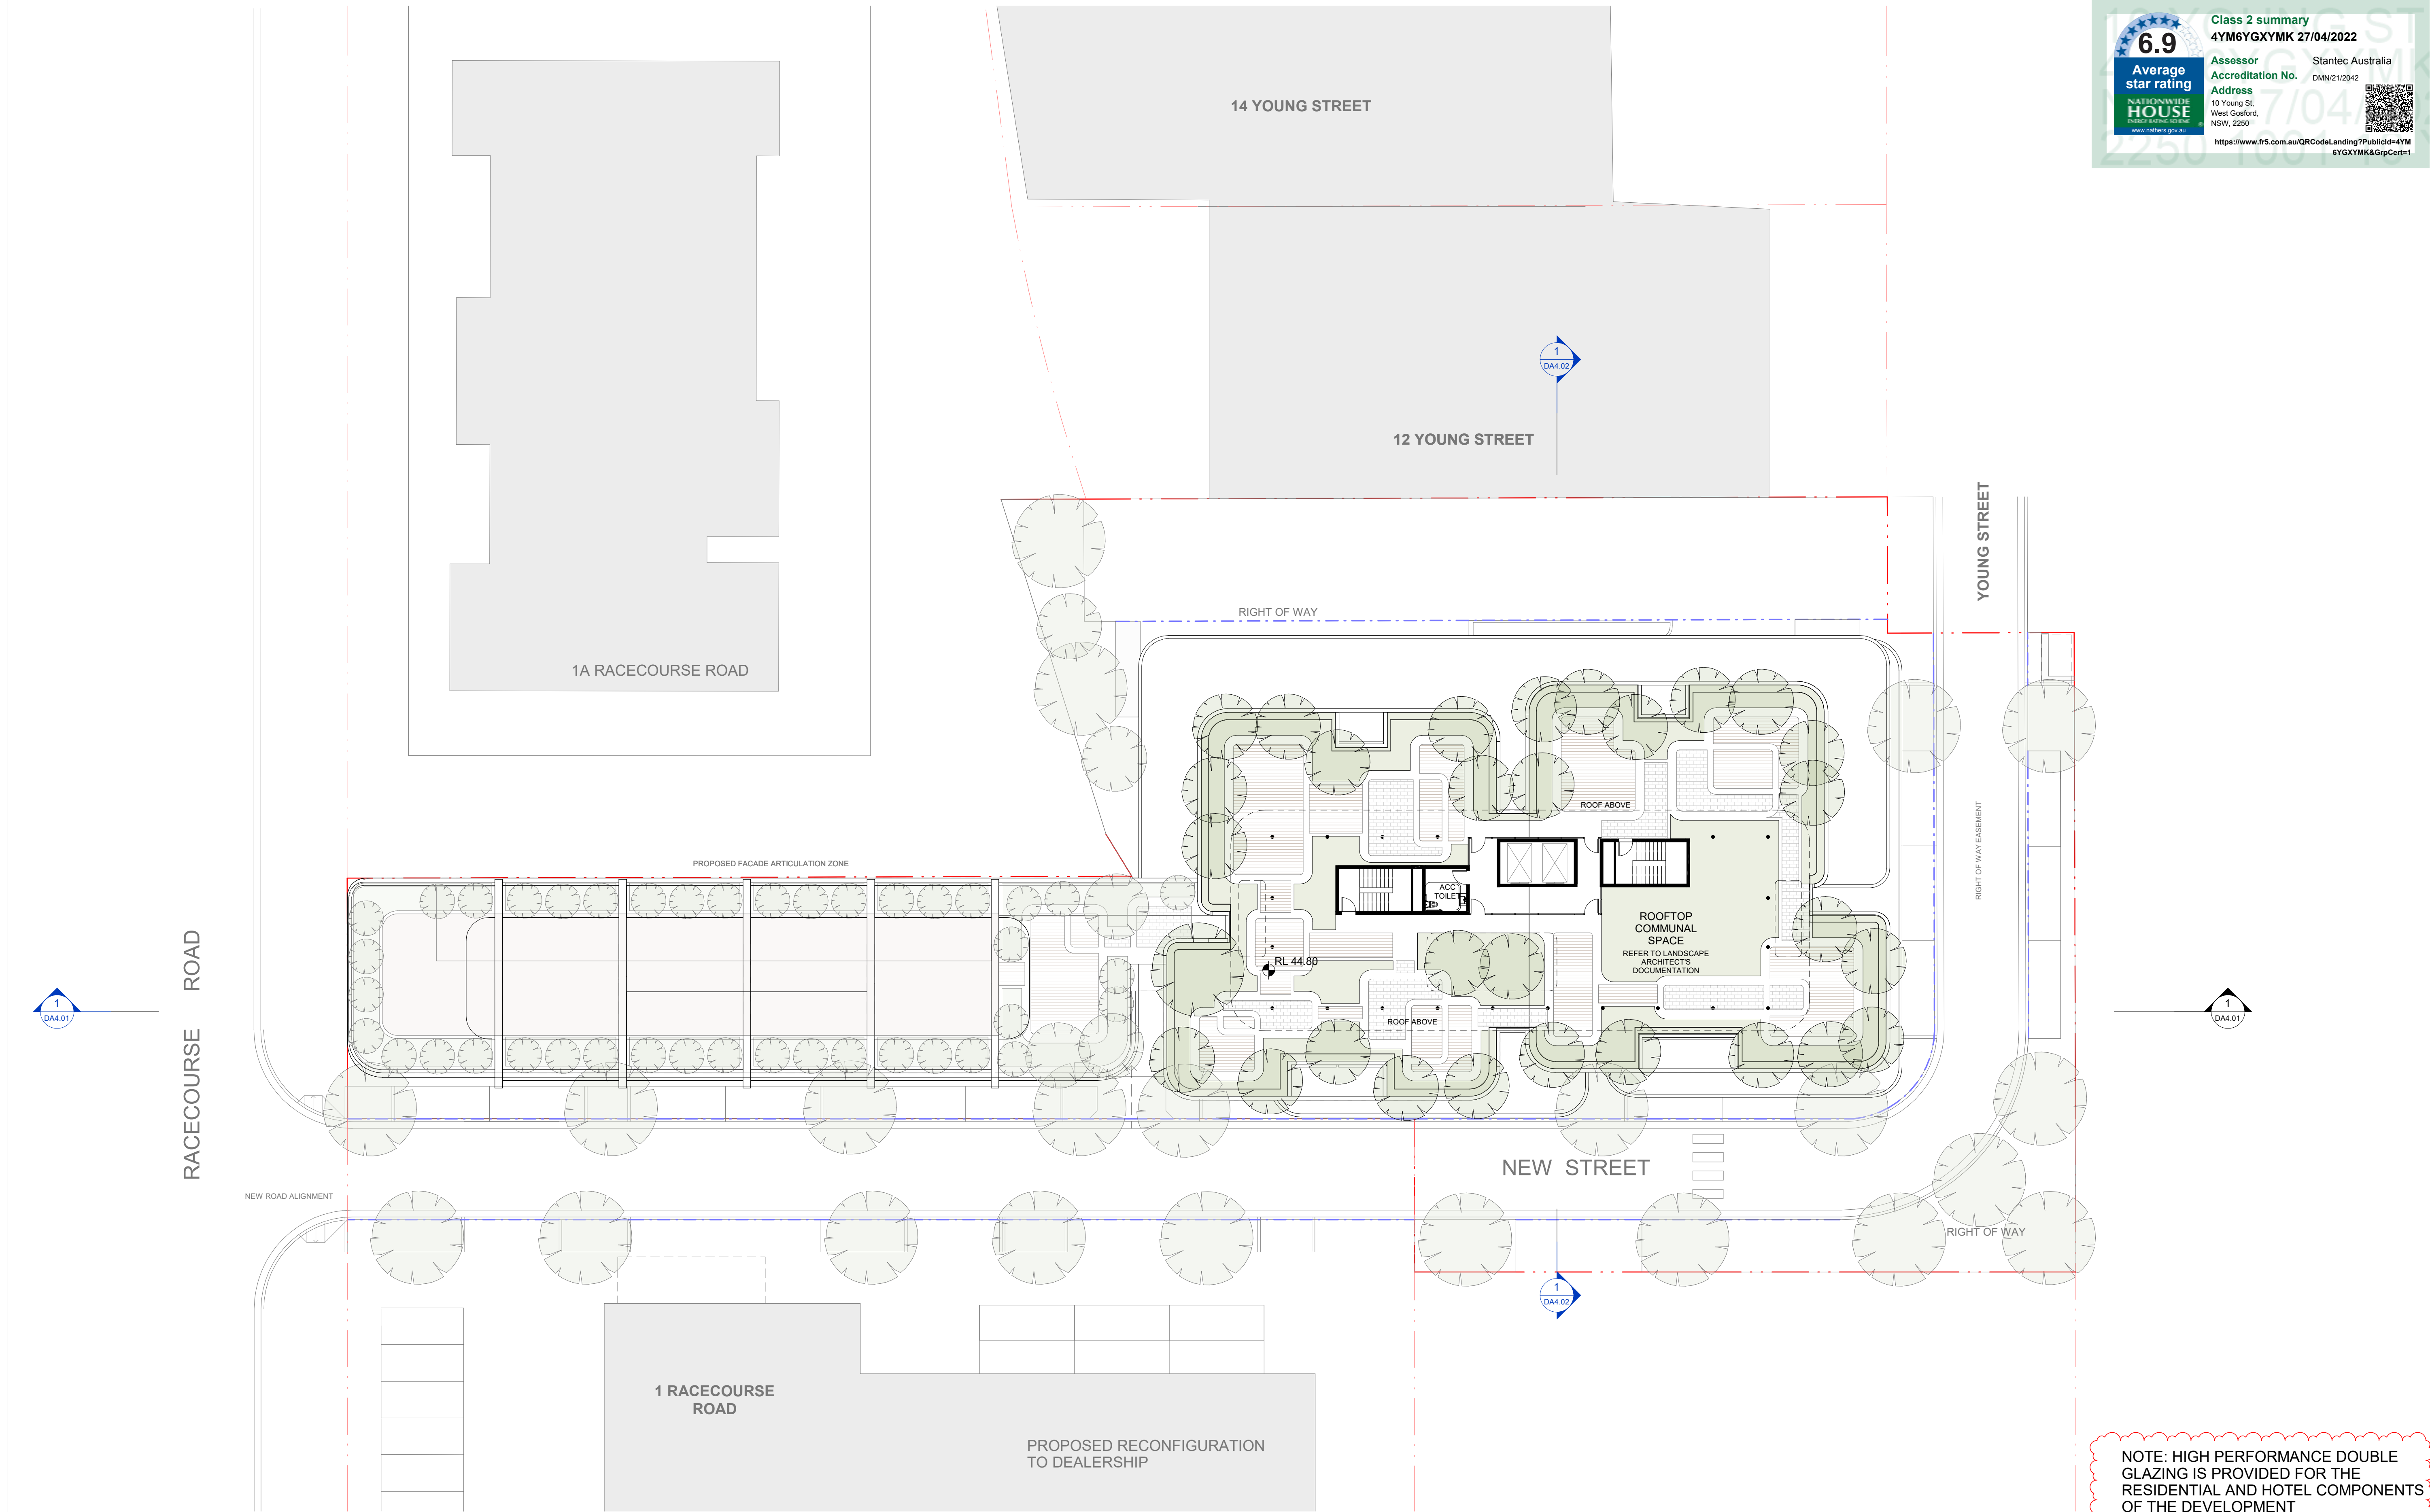 Class 2 summary
4YM6YGXYMK 27/04/2022
6.9
Average
star rating
NATIONWIDE
HOUSE
ENERGY RATING SCHEME
www.nathers.gov.au
Assessor Stantec Australia
Accreditation No. DMN/21/2042
Address
10 Young St,
West Gosford,
NSW, 2250
https://www.fr5.com.au/QRCodeLanding?PublicId=4YM
6YGXYMK&GrpCert=1
14 YOUNG STREET
1
DA4.02
12 YOUNG STREET
YOUNG STREET
RIGHT OF WAY
1A RACECOURSE ROAD
ROOF ABOVE
RIGHT OF WAY EASEMENT
PROPOSED FACADE ARTICULATION ZONE
ACC
TOILET
ROOFTOP
COMMUNAL
SPACE
REFER TO LANDSCAPE
ARCHITECT'S
DOCUMENTATION
RL 44.80
ROOF ABOVE
RACECOURSE ROAD
1
DA4.01
1
DA4.01
NEW STREET
NEW ROAD ALIGNMENT
RIGHT OF WAY
1
DA4.02
1 RACECOURSE
ROAD
PROPOSED RECONFIGURATION
TO DEALERSHIP
NOTE: HIGH PERFORMANCE DOUBLE
GLAZING IS PROVIDED FOR THE
RESIDENTIAL AND HOTEL COMPONENTS
OF THE DEVELOPMENT